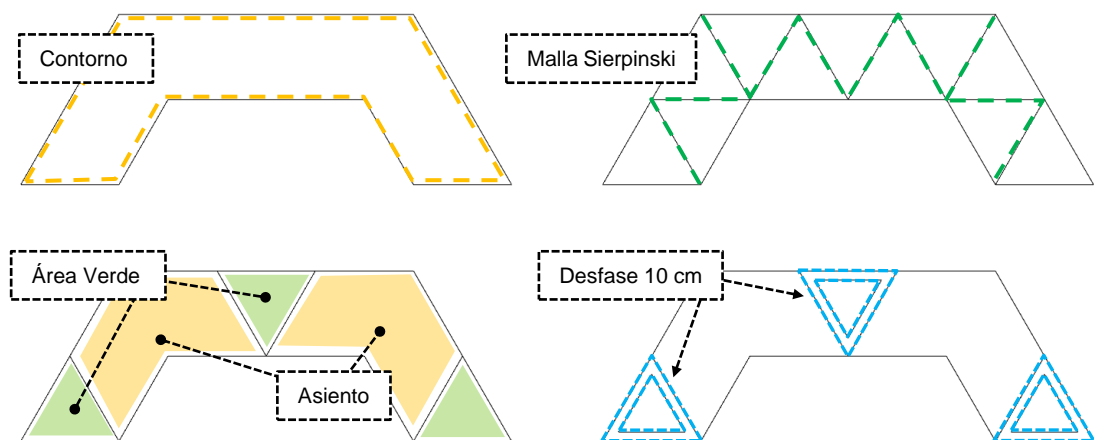 Contorno
Malla Sierpinski
Área Verde
Asiento
Desfase 10 cm